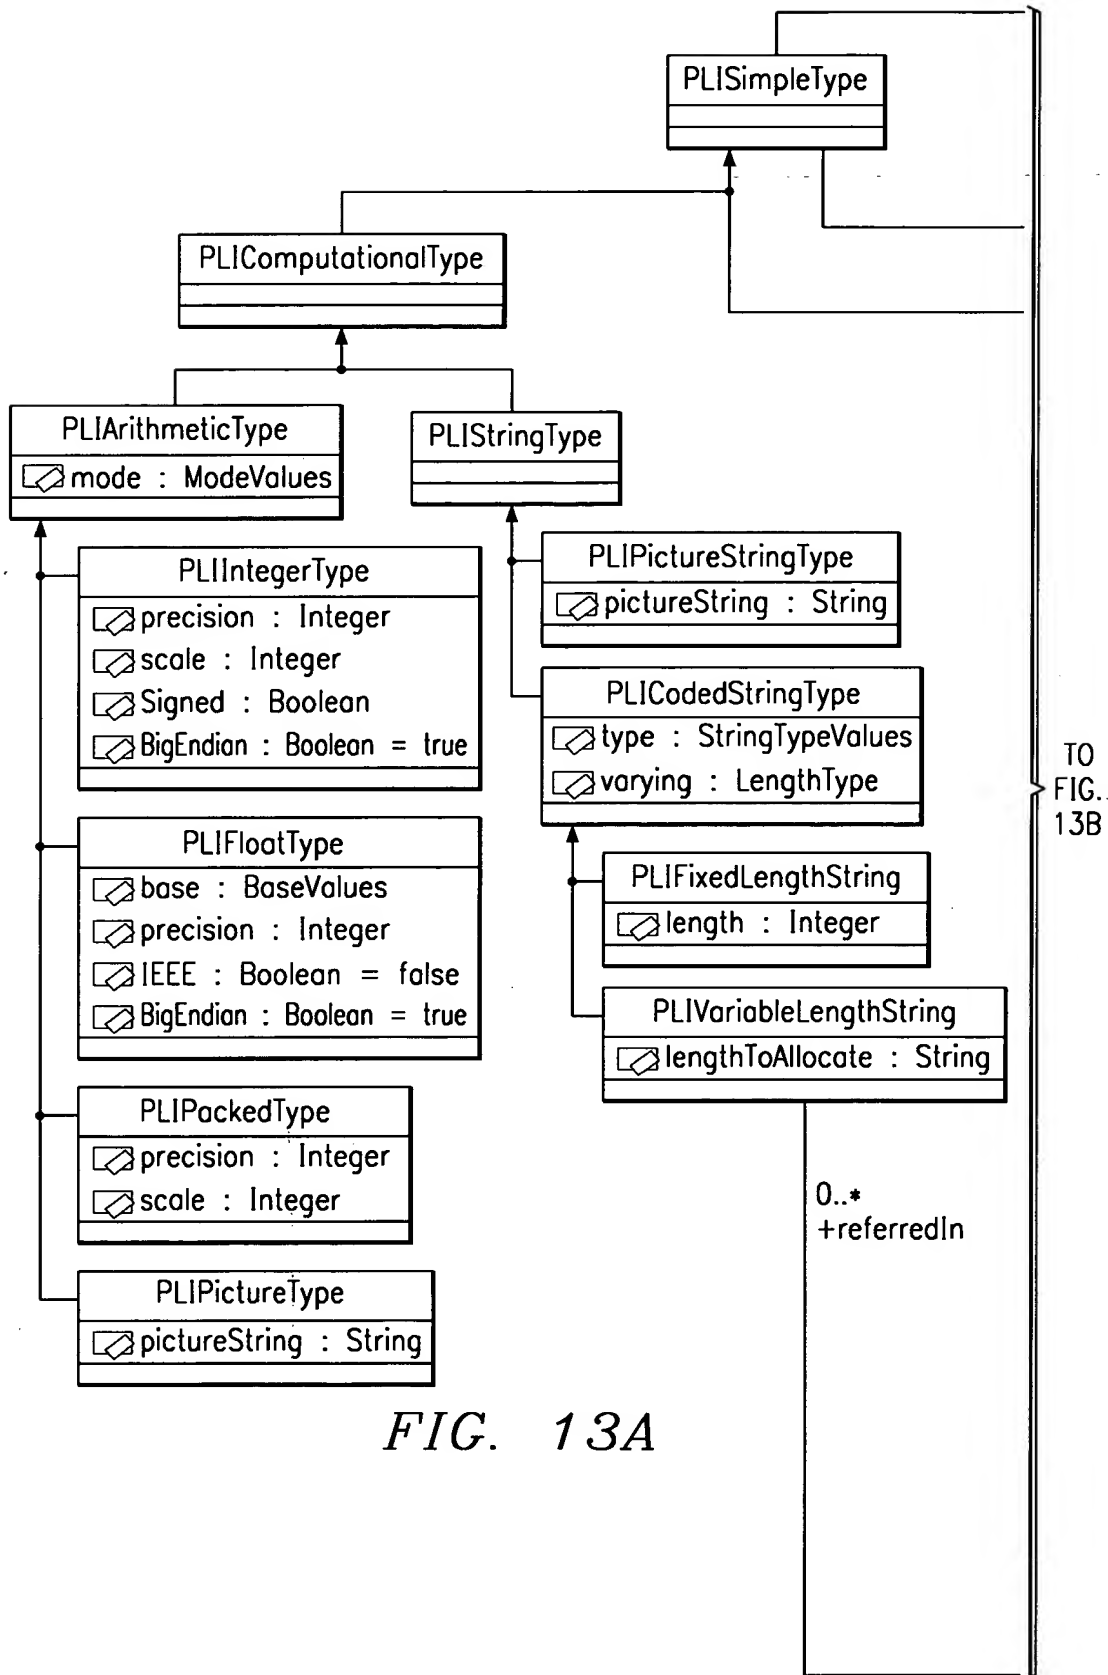 PLISimpleType
PLIComputationalType
PLIArithmeticType
mode : ModeValues
PLIStringType
PLIIntegerType
precision : Integer
scale : Integer
Signed : Boolean
BigEndian : Boolean = true
PLIFloatType
base : BaseValues
precision : Integer
IEEE : Boolean = false
BigEndian : Boolean = true
PLIPackedType
precision : Integer
scale : Integer
PLIPictureType
pictureString : String
PLIPictureStringType
pictureString : String
PLICodedStringType
type : StringTypeValues
varying : LengthType
PLIFixedLengthString
length : Integer
PLIVariableLengthString
lengthToAllocate : String
0..*
+referredIn
TO
FIG.
13B
FIG. 13A